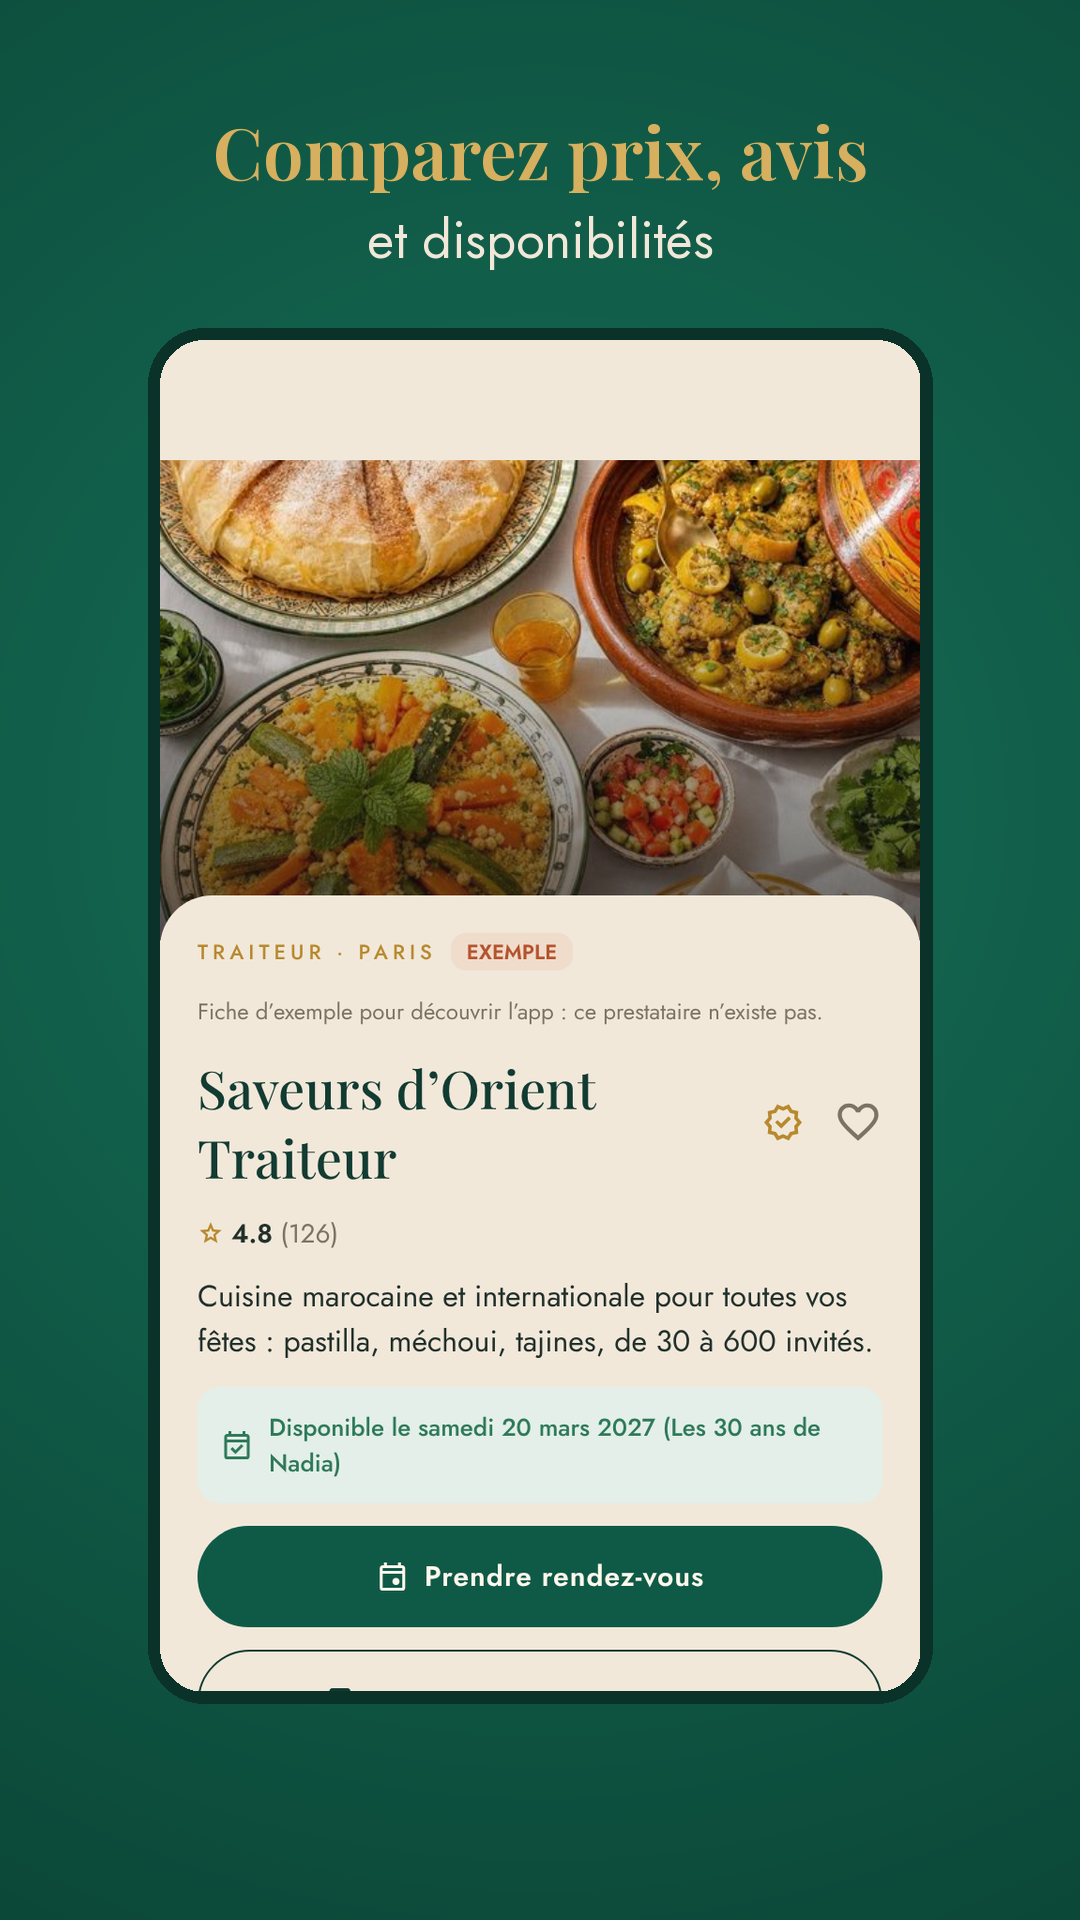 Comparez prix, avis
et disponibilités
TRAITEUR · PARIS EXEMPLE
Fiche d’exemple pour découvrir l’app : ce prestataire n’existe pas.
Saveurs d’Orient
Traiteur
4.8 (126)
Cuisine marocaine et internationale pour toutes vos
fêtes : pastilla, méchoui, tajines, de 30 à 600 invités.
Disponible le samedi 20 mars 2027 (Les 30 ans de
Nadia)
Prendre rendez-vous